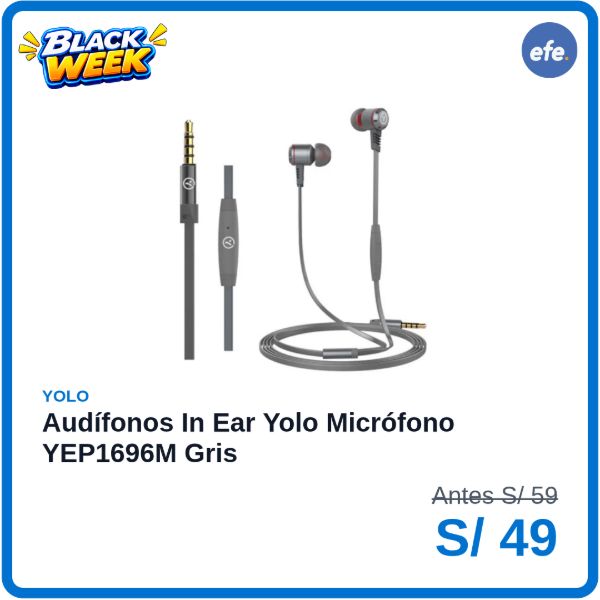 BLACK
WEEK
efe.
YOLO
Audífonos In Ear Yolo Micrófono
YEP1696M Gris
Antes S/ 59
S/ 49